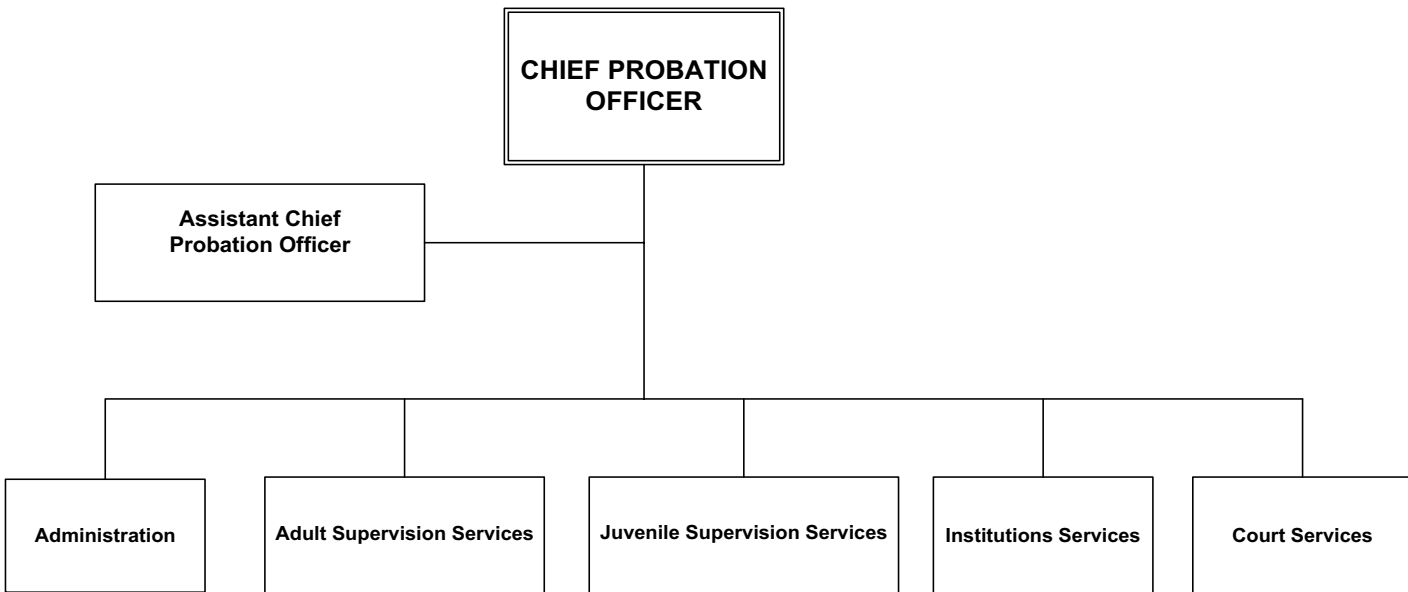 CHIEF PROBATION
OFFICER
Assistant Chief
Probation Officer
Administration
Adult Supervision Services
Juvenile Supervision Services
Institutions Services
Court Services